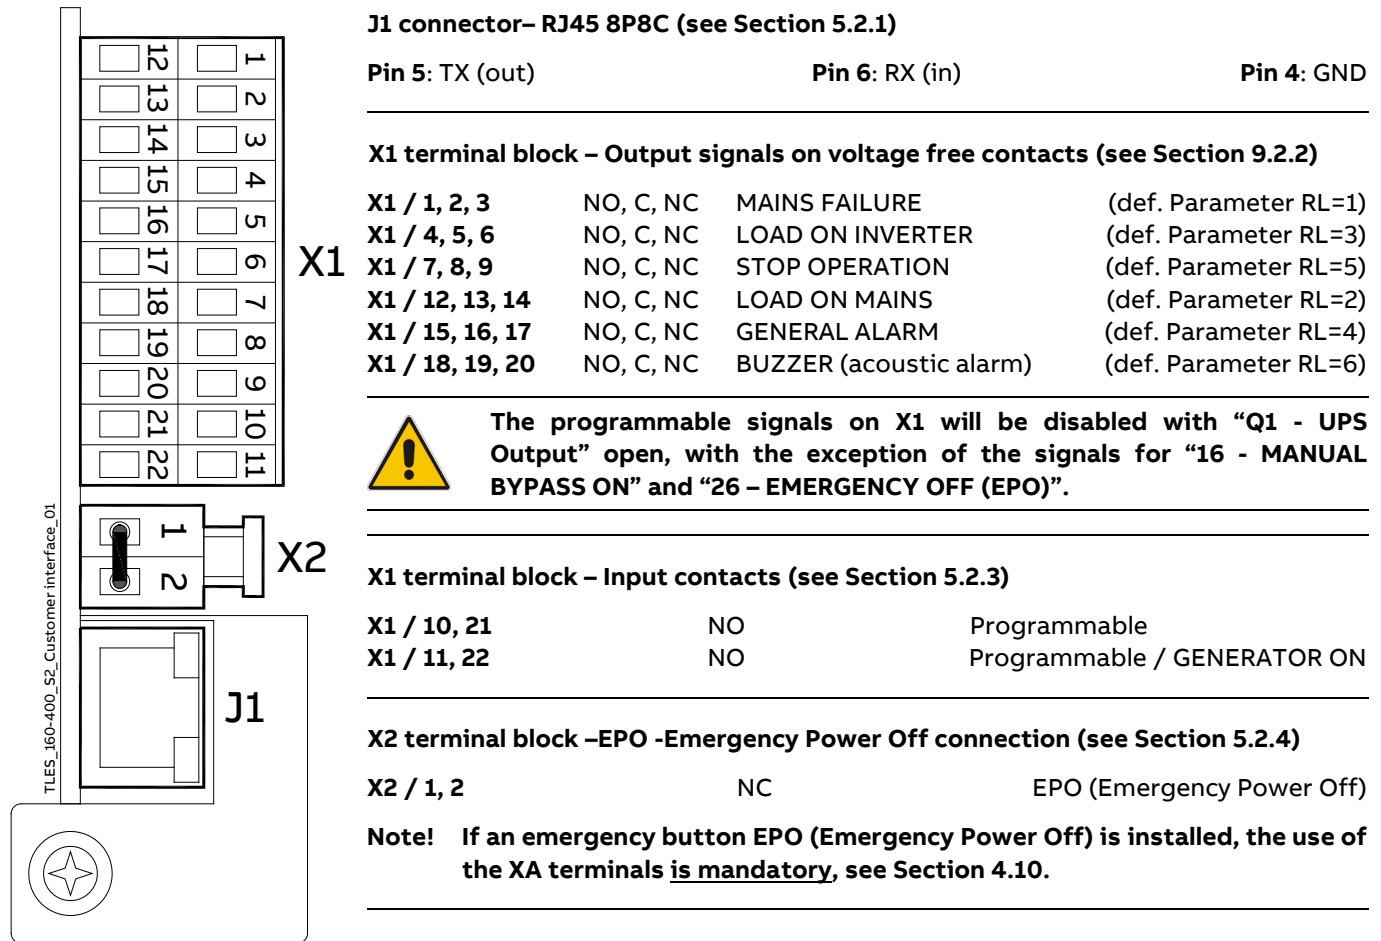 12 1
13 2
14 3
15 4
16 5
17 6
18 7
19 8
20 9
21 10
22 11
X1
1
2
X2
J1
TLES_160-400_S2_Customer interface_01
J1 connector– RJ45 8P8C (see Section 5.2.1)
Pin 5: TX (out) Pin 6: RX (in) Pin 4: GND
X1 terminal block – Output signals on voltage free contacts (see Section 9.2.2)
X1 / 1, 2, 3 NO, C, NC MAINS FAILURE (def. Parameter RL=1)
X1 / 4, 5, 6 NO, C, NC LOAD ON INVERTER (def. Parameter RL=3)
X1 / 7, 8, 9 NO, C, NC STOP OPERATION (def. Parameter RL=5)
X1 / 12, 13, 14 NO, C, NC LOAD ON MAINS (def. Parameter RL=2)
X1 / 15, 16, 17 NO, C, NC GENERAL ALARM (def. Parameter RL=4)
X1 / 18, 19, 20 NO, C, NC BUZZER (acoustic alarm) (def. Parameter RL=6)
The programmable signals on X1 will be disabled with “Q1 - UPS
Output” open, with the exception of the signals for “16 - MANUAL
BYPASS ON” and “26 – EMERGENCY OFF (EPO)”.
X1 terminal block – Input contacts (see Section 5.2.3)
X1 / 10, 21 NO Programmable
X1 / 11, 22 NO Programmable / GENERATOR ON
X2 terminal block –EPO -Emergency Power Off connection (see Section 5.2.4)
X2 / 1, 2 NC EPO (Emergency Power Off)
Note! If an emergency button EPO (Emergency Power Off) is installed, the use of
the XA terminals is mandatory, see Section 4.10.